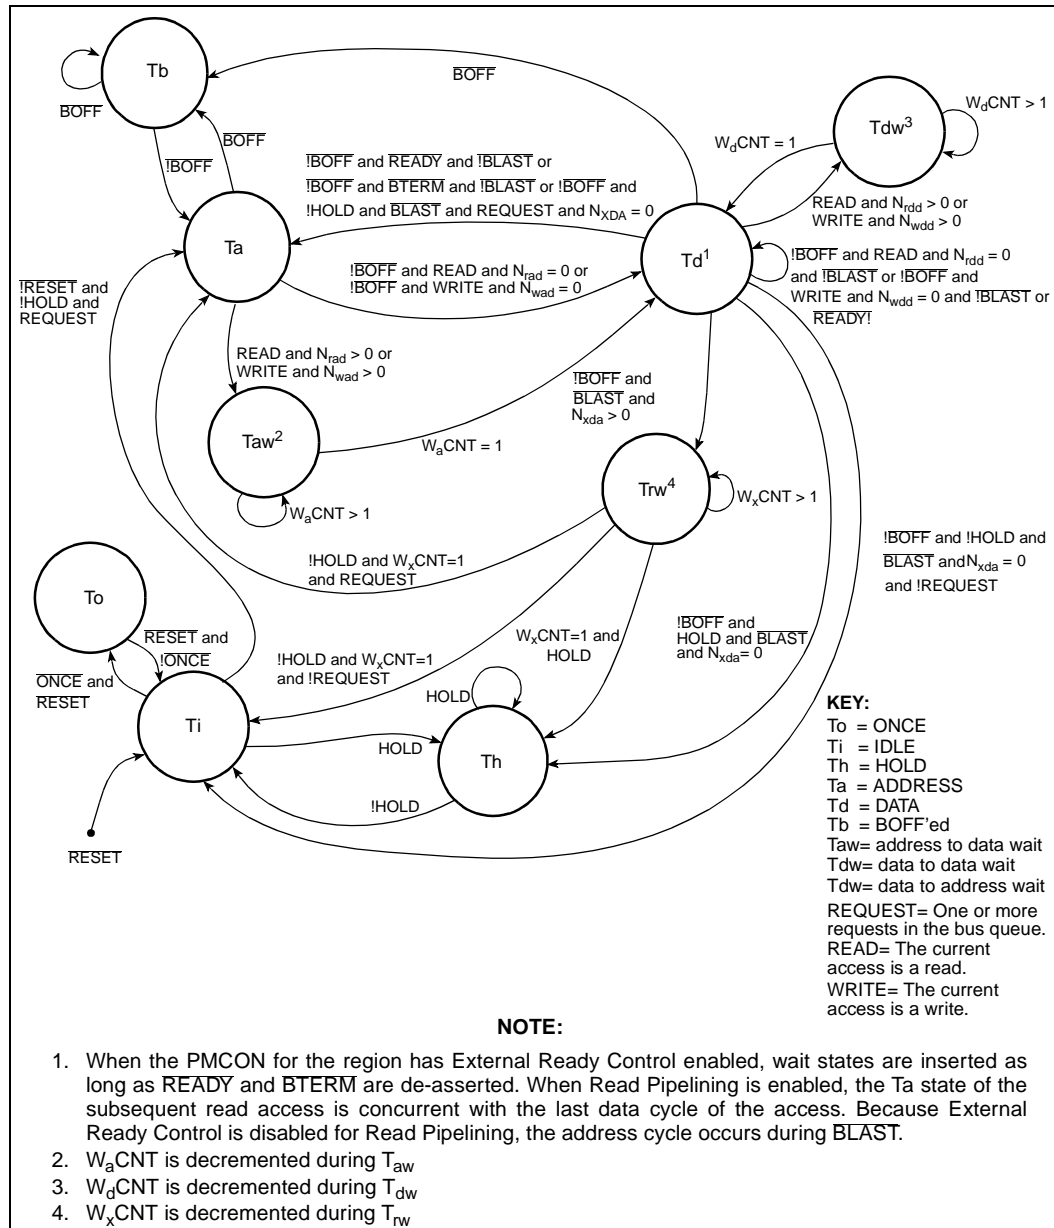 Tb
BOFF
BOFF
!BOFF
BOFF
Tdw³
WdCNT > 1
WdCNT = 1
!BOFF and READY and !BLAST or
!BOFF and BTERM and !BLAST or !BOFF and
!HOLD and BLAST and REQUEST and NXDA = 0
READ and Nrdd > 0 or
WRITE and Nwdd > 0
Ta
Td¹
!BOFF and READ and Nrdd = 0
and !BLAST or !BOFF and
WRITE and Nwdd = 0 and !BLAST or
READY!
!BOFF and READ and Nrad = 0 or
!BOFF and WRITE and Nwad = 0
!RESET and
!HOLD and
REQUEST
READ and Nrad > 0 or
WRITE and Nwad > 0
!BOFF and
BLAST and
Nxda > 0
Taw²
WaCNT = 1
WaCNT > 1
Trw⁴
WxCNT > 1
!HOLD and WxCNT=1
and REQUEST
!BOFF and !HOLD and
BLAST andNxda = 0
and !REQUEST
To
RESET and
!ONCE
ONCE and
RESET
!HOLD and WxCNT=1
and !REQUEST
WxCNT=1 and
HOLD
!BOFF and
HOLD and BLAST
and Nxda= 0
Ti
HOLD
HOLD
Th
!HOLD
RESET
KEY:
To = ONCE
Ti = IDLE
Th = HOLD
Ta = ADDRESS
Td = DATA
Tb = BOFF'ed
Taw= address to data wait
Tdw= data to data wait
Tdw= data to address wait
REQUEST= One or more
requests in the bus queue.
READ= The current
access is a read.
WRITE= The current
access is a write.
NOTE:
1. When the PMCON for the region has External Ready Control enabled, wait states are inserted as
long as READY and BTERM are de-asserted. When Read Pipelining is enabled, the Ta state of the
subsequent read access is concurrent with the last data cycle of the access. Because External
Ready Control is disabled for Read Pipelining, the address cycle occurs during BLAST.
2. WaCNT is decremented during Taw
3. WdCNT is decremented during Tdw
4. WxCNT is decremented during Trw